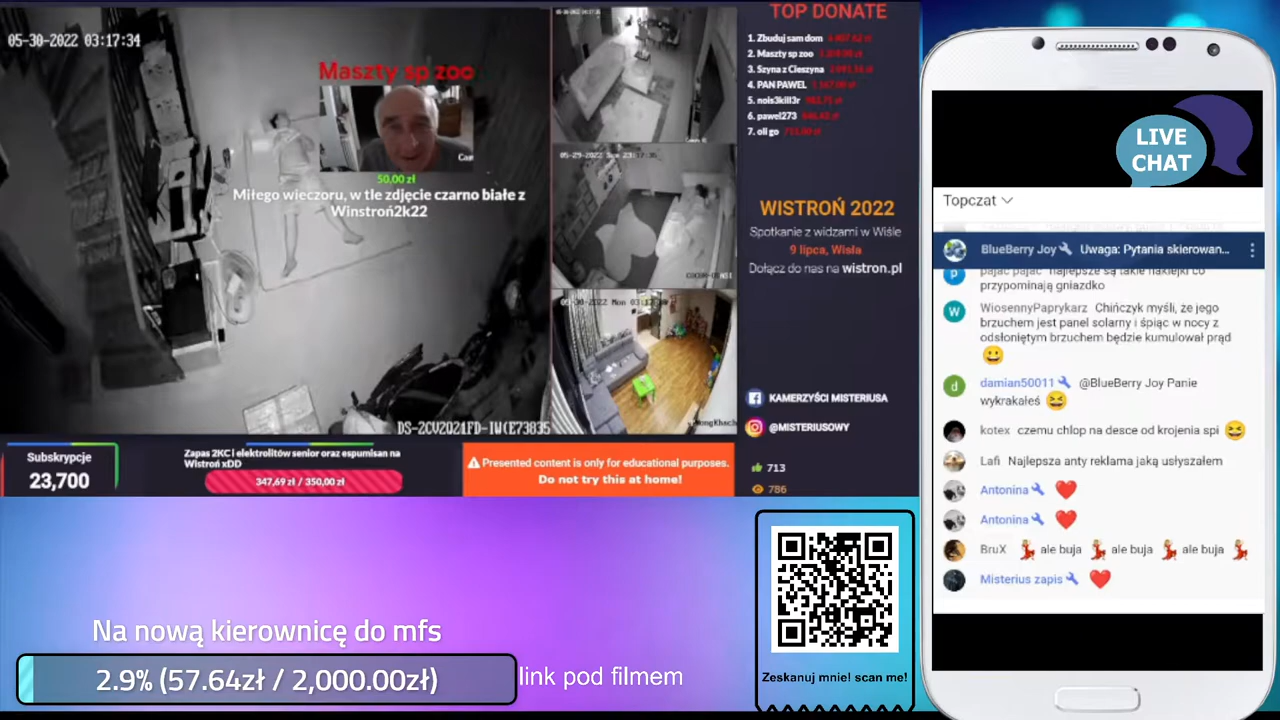 05-30-2022 03:17:34
Maszty sp zoo
50,00 zł
Miłego wieczoru, w tle zdjęcie czarno białe z
Winstroń2k22
DS-2CV2021FD-IW(E73835
TOP DONATE
1. Zbuduj sam dom
2. Maszty sp zoo
3. Szyna z Cieszyna
4. PAN PAWEL
5. nois3kill3r
6. pawel273
7. oli go
WISTROŃ 2022
Spotkanie z widzami w Wiśle
9 lipca, Wisła
Dołącz do nas na wistron.pl
KAMERZYŚCI MISTERIUSA
@MISTERIUSOWY
713
786
Subskrypcje
23,700
Zapas 2KC i elektrolitów senior oraz espumisan na
Wistroń xDD
347,69 zł / 350,00 zł
Presented content is only for educational purposes.
Do not try this at home!
Na nową kierownicę do mfs
2.9% (57.64zł / 2,000.00zł)
link pod filmem
Zeskanuj mnie! scan me!
LIVE
CHAT
Topczat
BlueBerry Joy Uwaga: Pytania skierowan...
pajac pajac najlepsze są takie naklejki co
przypominają gniazdko
WiosennyPaprykarz Chińczyk myśli, że jego
brzuchem jest panel solarny i śpiąc w nocy z
odsłoniętym brzuchem będzie kumulował prąd
😀
damian50011 @BlueBerry Joy Panie
wykrakałeś 😆
kotex czemu chlop na desce od krojenia spi 😆
Lafi Najlepsza anty reklama jaką usłyszałem
Antonina ❤️
Antonina ❤️
BruX 💃 ale buja 💃 ale buja 💃 ale buja 💃
Misterius zapis ❤️